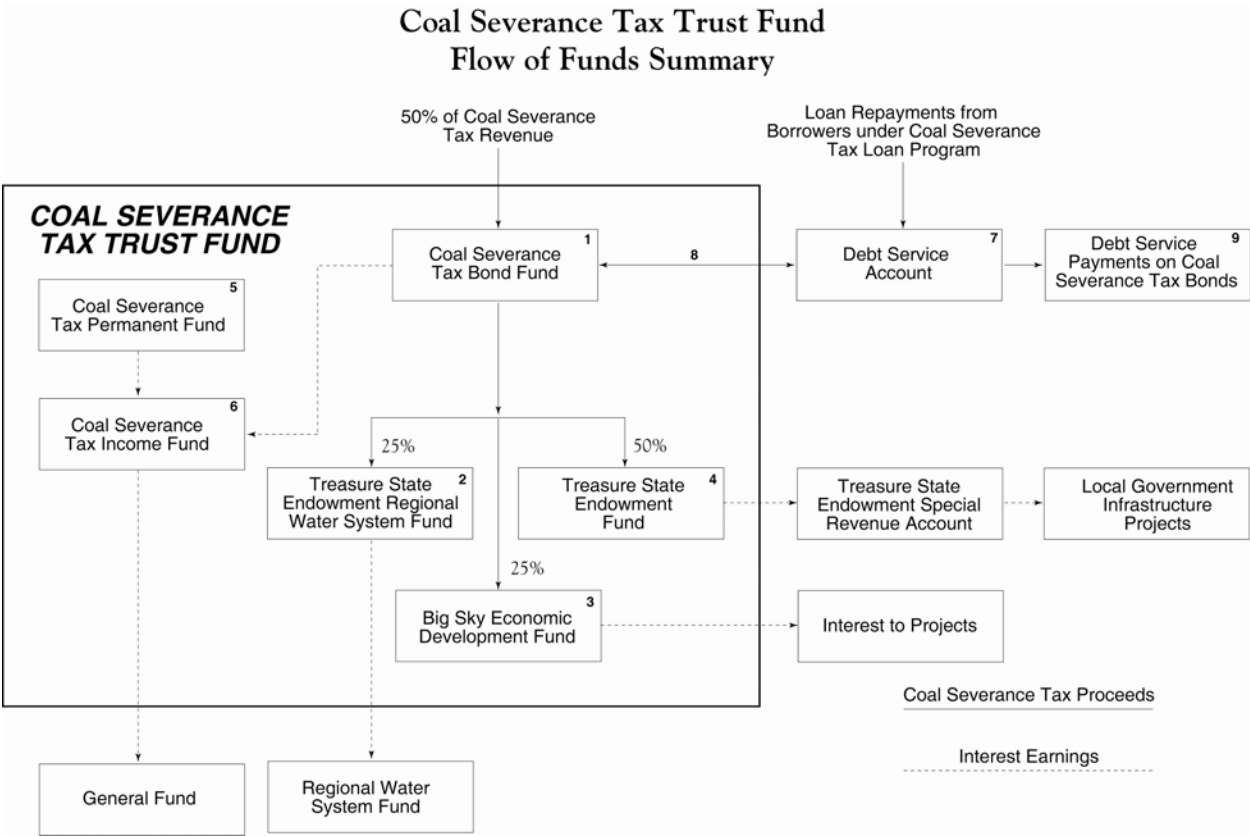 Coal Severance Tax Trust Fund
Flow of Funds Summary
50% of Coal Severance
Tax Revenue
Loan Repayments from
Borrowers under Coal Severance
Tax Loan Program
COAL SEVERANCE
TAX TRUST FUND
1
Coal Severance
Tax Bond Fund
8
7
Debt Service
Account
9
Debt Service
Payments on Coal
Severance Tax Bonds
5
Coal Severance
Tax Permanent Fund
6
Coal Severance
Tax Income Fund
25%
50%
2
Treasure State
Endowment Regional
Water System Fund
4
Treasure State
Endowment
Fund
Treasure State
Endowment Special
Revenue Account
Local Government
Infrastructure
Projects
25%
3
Big Sky Economic
Development Fund
Interest to Projects
Coal Severance Tax Proceeds
Interest Earnings
General Fund
Regional Water
System Fund